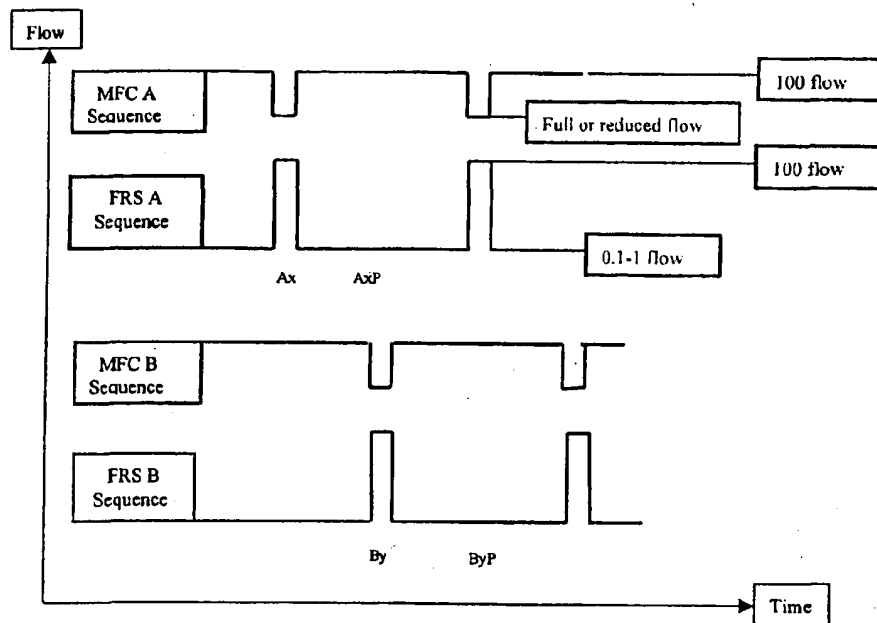 Flow
MFC A
Sequence
100 flow
Full or reduced flow
100 flow
FRS A
Sequence
0.1-1 flow
Ax
AxP
MFC B
Sequence
FRS B
Sequence
By
ByP
Time